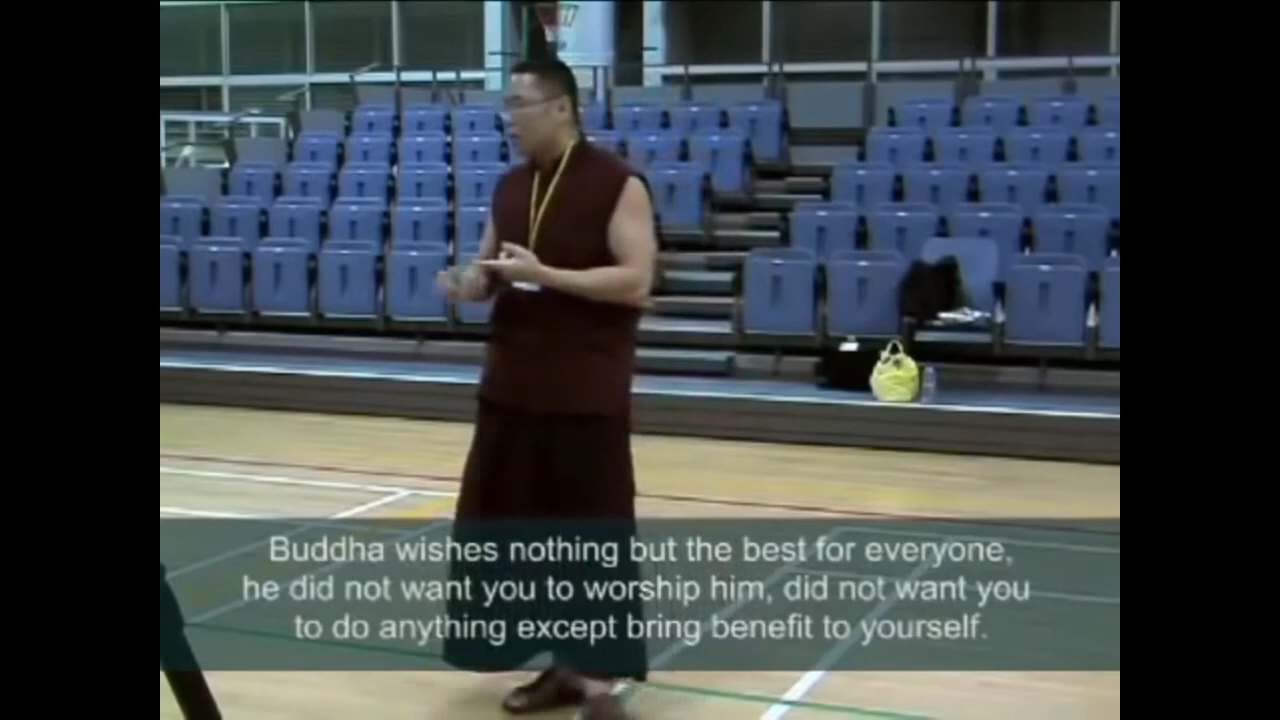 Buddha wishes nothing but the best for everyone,
he did not want you to worship him, did not want you
to do anything except bring benefit to yourself.